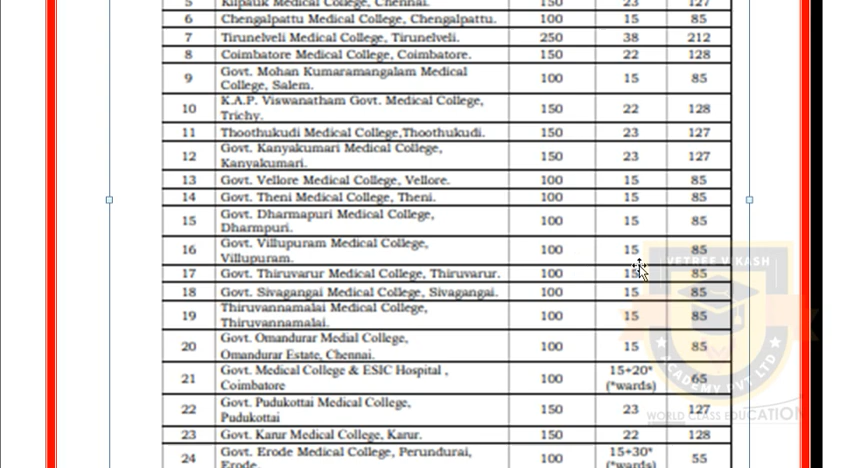 5 Kilpauk Medical College, Chennai. 150 23 127
6 Chengalpattu Medical College, Chengalpattu. 100 15 85
7 Tirunelveli Medical College, Tirunelveli. 250 38 212
8 Coimbatore Medical College, Coimbatore. 150 22 128
9 Govt. Mohan Kumaramangalam Medical
College, Salem. 100 15 85
10 K.A.P. Viswanatham Govt. Medical College,
Trichy. 150 22 128
11 Thoothukudi Medical College,Thoothukudi. 150 23 127
12 Govt. Kanyakumari Medical College,
Kanyakumari. 150 23 127
13 Govt. Vellore Medical College, Vellore. 100 15 85
14 Govt. Theni Medical College, Theni. 100 15 85
15 Govt. Dharmapuri Medical College,
Dharmpuri. 100 15 85
16 Govt. Villupuram Medical College,
Villupuram. 100 15 85
17 Govt. Thiruvarur Medical College, Thiruvarur. 100 15 85
18 Govt. Sivagangai Medical College, Sivagangai. 100 15 85
19 Thiruvannamalai Medical College,
Thiruvannamalai. 100 15 85
20 Govt. Omandurar Medial College,
Omandurar Estate, Chennai. 100 15 85
21 Govt. Medical College & ESIC Hospital ,
Coimbatore 100 15+20*
(*wards) 65
22 Govt. Pudukottai Medical College,
Pudukottai 150 23 127
23 Govt. Karur Medical College, Karur. 150 22 128
24 Govt. Erode Medical College, Perundurai,
Erode. 100 15+30*
(*wards) 55
VETREE VIKASH
ACADEMY PVT LTD
WORLD CLASS EDUCATION